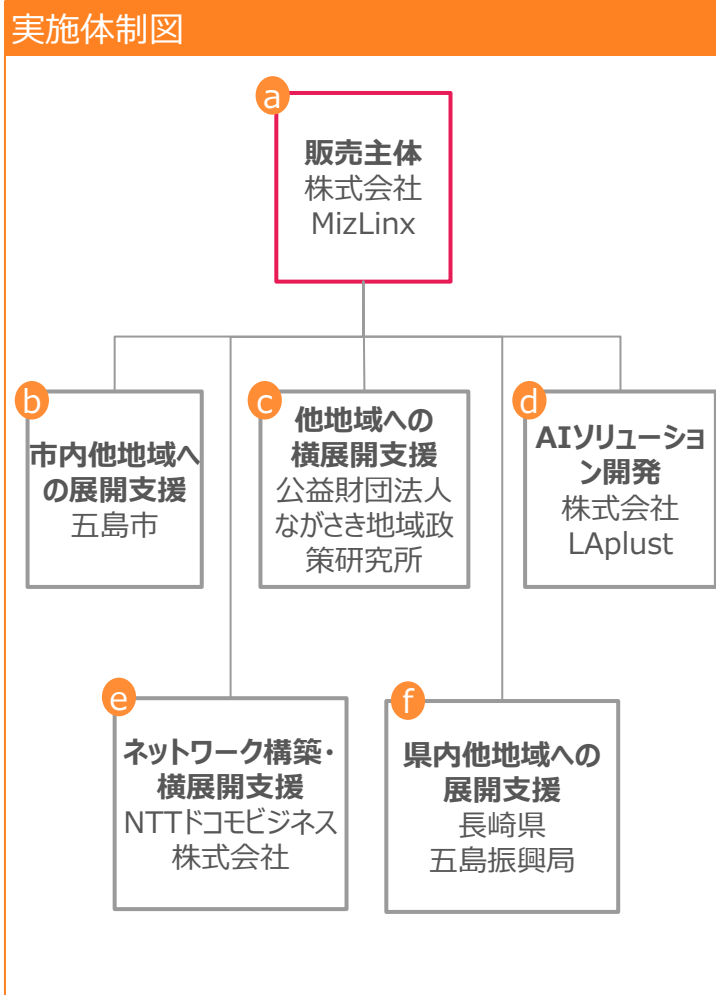 実施体制図
a
販売主体
株式会社
MizLinx
b
市内他地域へ
の展開支援
五島市
c
他地域への
横展開支援
公益財団法人
ながさき地域政
策研究所
d
AIソリューショ
ン開発
株式会社
LAplust
e
ネットワーク構築・
横展開支援
NTTドコモビジネス
株式会社
f
県内他地域への
展開支援
長崎県
五島振興局